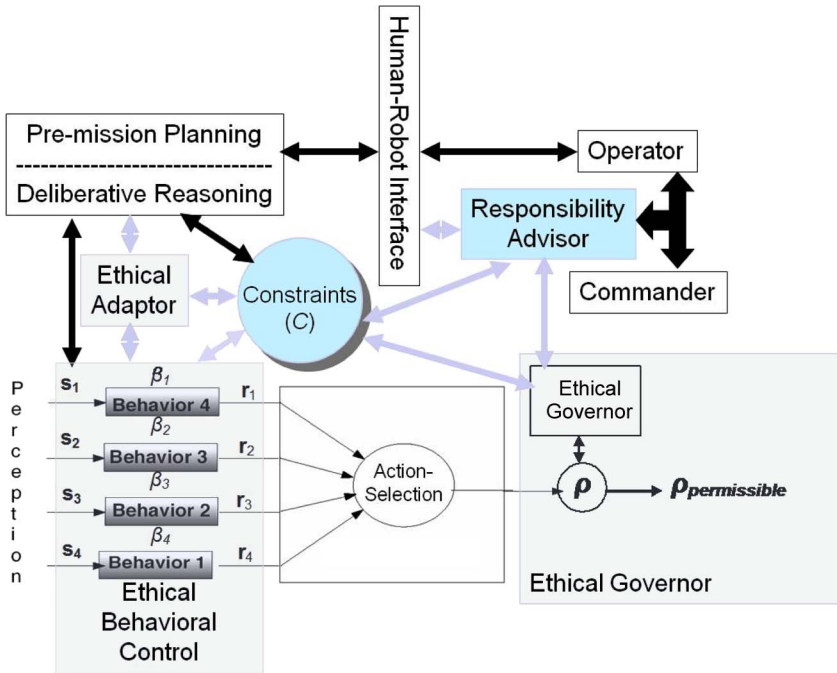 Human-Robot Interface
Pre-mission Planning
Deliberative Reasoning
Operator
Responsibility
Advisor
Commander
Ethical
Adaptor
Constraints
(C)
Perception
s₁
β₁
Behavior 4
r₁
s₂
β₂
Behavior 3
r₂
s₃
β₃
Behavior 2
r₃
s₄
β₄
Behavior 1
r₄
Ethical
Behavioral
Control
Action-
Selection
Ethical
Governor
ρ
ρpermissible
Ethical Governor